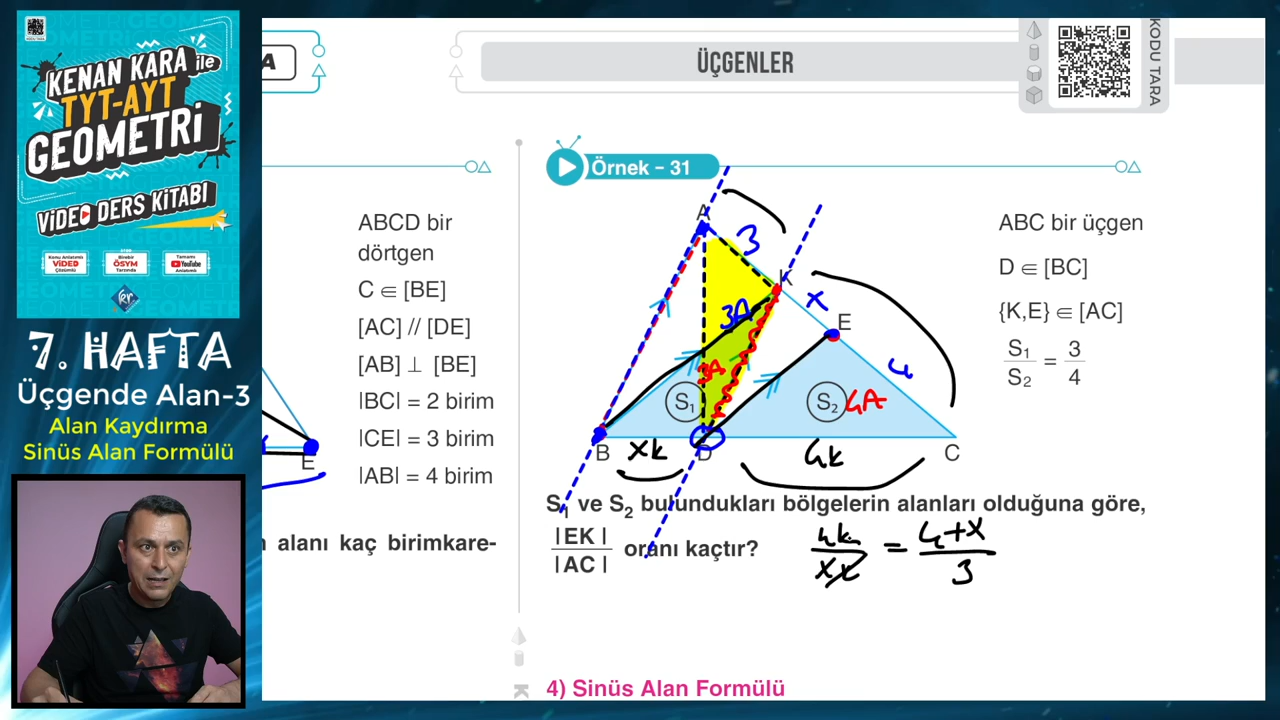 KENAN KARA ile
TYT-AYT
GEOMETRİ
VİDEO DERS KİTABI
7. HAFTA
Üçgende Alan-3
Alan Kaydırma
Sinüs Alan Formülü
A
ÜÇGENLER
KODU TARA
ABCD bir
dörtgen
C ∈ [BE]
[AC] // [DE]
[AB] ⊥ [BE]
|BC| = 2 birim
|CE| = 3 birim
|AB| = 4 birim
E
alanı kaç birimkare-
Örnek - 31
A
3
K
x
E
4
3A
3A
S1
S2
4A
B
xk
D
4k
C
ABC bir üçgen
D ∈ [BC]
{K,E} ∈ [AC]
S1/S2 = 3/4
S1 ve S2 bulundukları bölgelerin alanları olduğuna göre,
|EK|/|AC| oranı kaçtır?
4k/xk = 4+x/3
4) Sinüs Alan Formülü